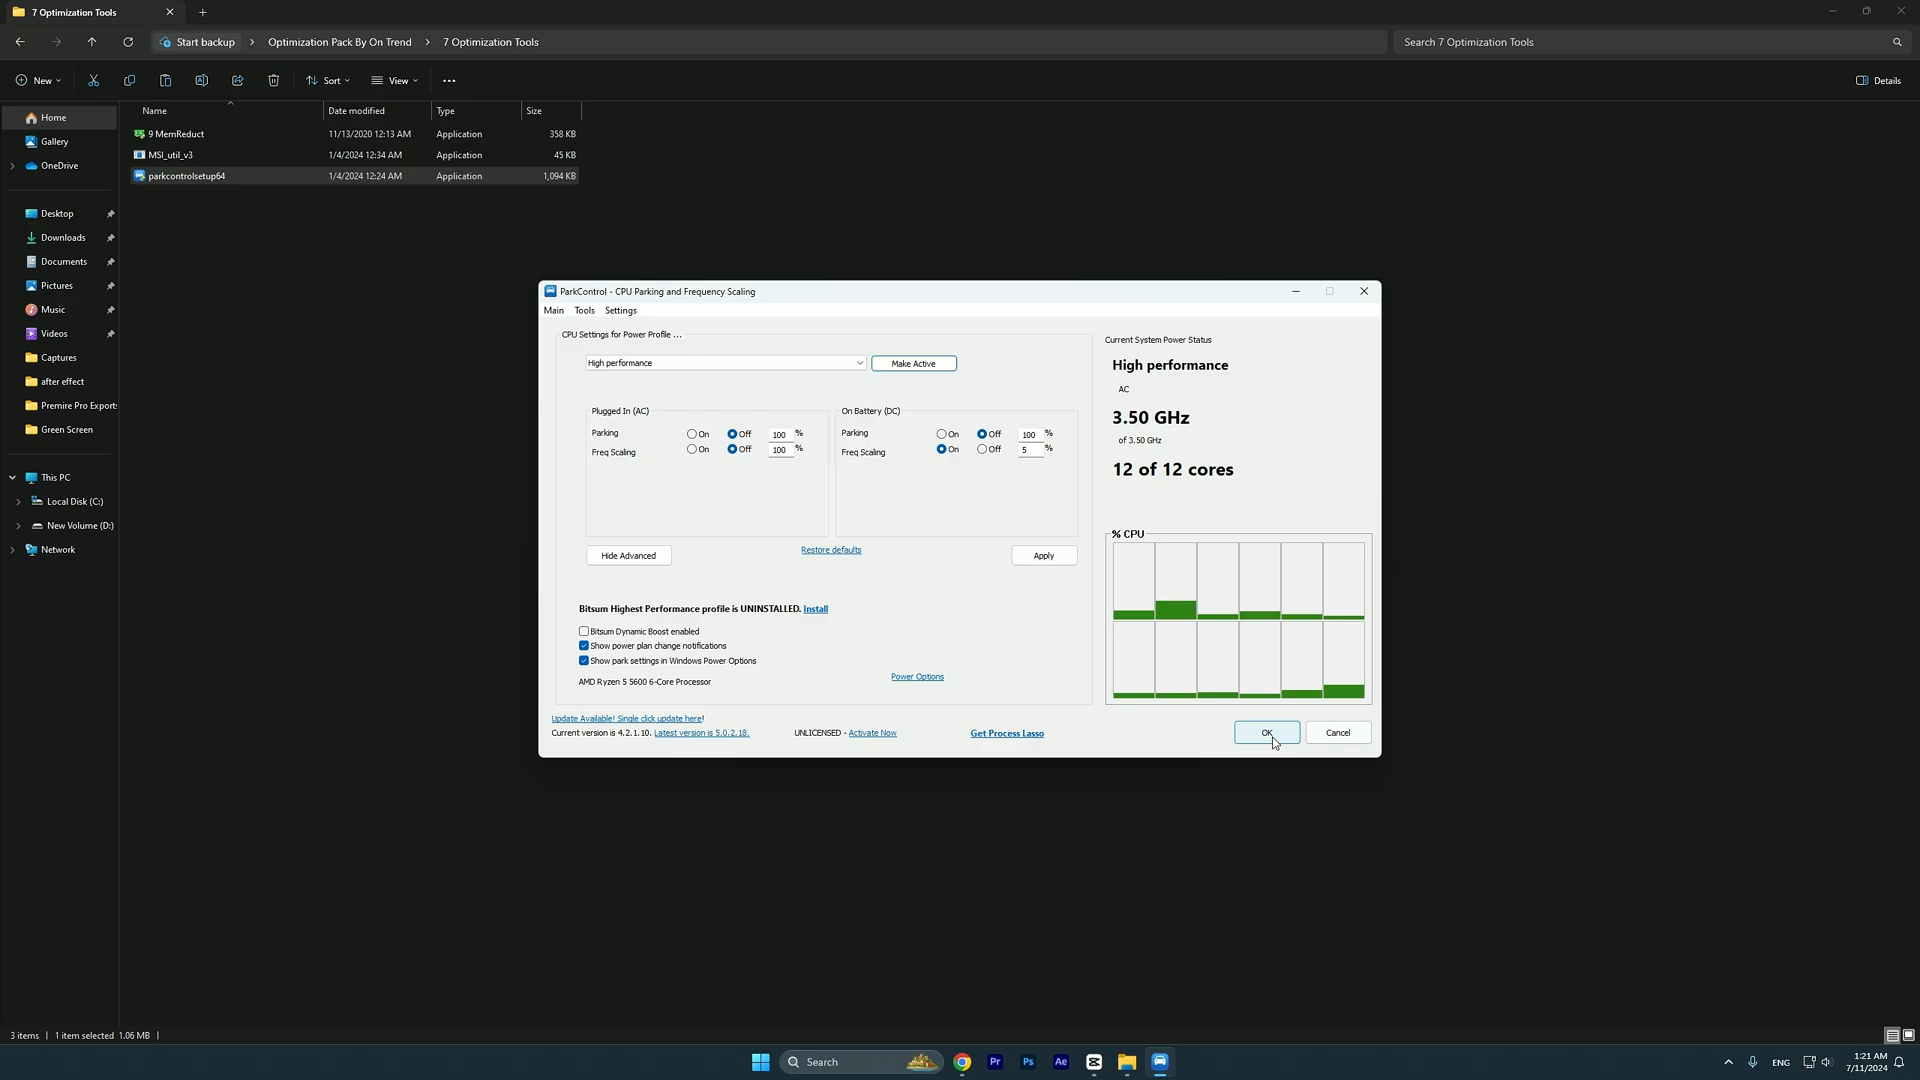 7 Optimization Tools
Start backup
Optimization Pack By On Trend
7 Optimization Tools
Search 7 Optimization Tools
New
Sort
View
Details
Name
Date modified
Type
Size
9 MemReduct
11/13/2020 12:13 AM
Application
358 KB
MSI_util_v3
1/4/2024 12:34 AM
Application
45 KB
parkcontrolsetup64
1/4/2024 12:24 AM
Application
1,094 KB
Home
Gallery
OneDrive
Desktop
Downloads
Documents
Pictures
Music
Videos
Captures
after effect
Premire Pro Exports
Green Screen
This PC
Local Disk (C:)
New Volume (D:)
Network
ParkControl - CPU Parking and Frequency Scaling
Main Tools Settings
CPU Settings for Power Profile ...
High performance
Make Active
Plugged In (AC)
Parking On Off 100 %
Freq Scaling On Off 100 %
On Battery (DC)
Parking On Off 100 %
Freq Scaling On Off 5 %
Hide Advanced
Restore defaults
Apply
Bitsum Highest Performance profile is UNINSTALLED. Install
Bitsum Dynamic Boost enabled
Show power plan change notifications
Show park settings in Windows Power Options
AMD Ryzen 5 5600 6-Core Processor
Power Options
Current System Power Status
High performance
AC
3.50 GHz
of 3.50 GHz
12 of 12 cores
% CPU
Update Available! Single click update here!
Current version is 4.2.1.10. Latest version is 5.0.2.18.
UNLICENSED - Activate Now
Get Process Lasso
OK
Cancel
3 items
1 item selected 1.06 MB
Search
Pr
Ps
Ae
ENG
1:21 AM
7/11/2024